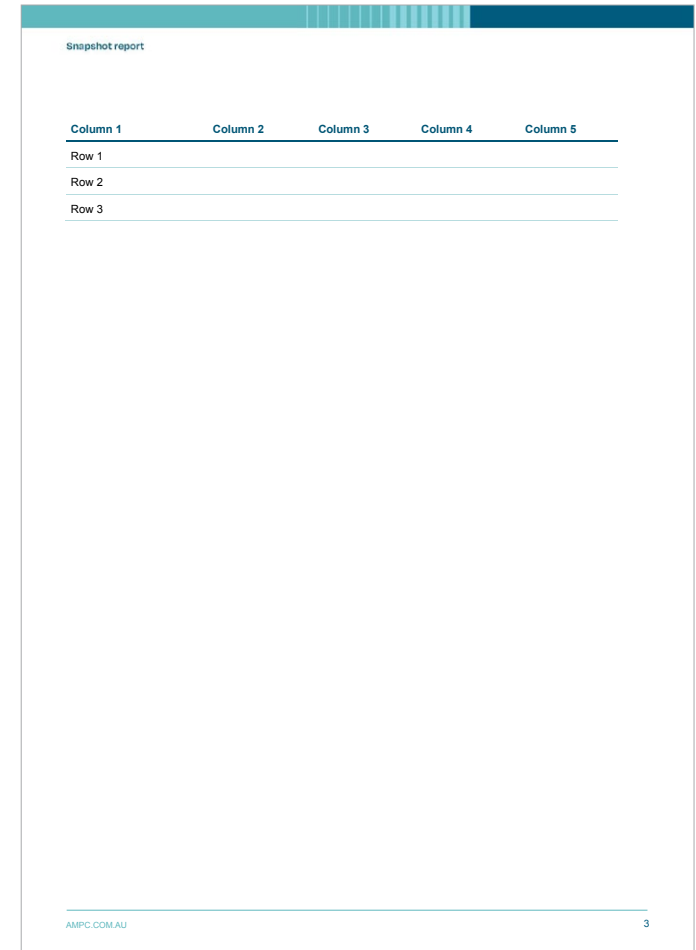 Snapshot report
Column 1 Column 2 Column 3 Column 4 Column 5
Row 1
Row 2
Row 3
AMPC.COM.AU 3